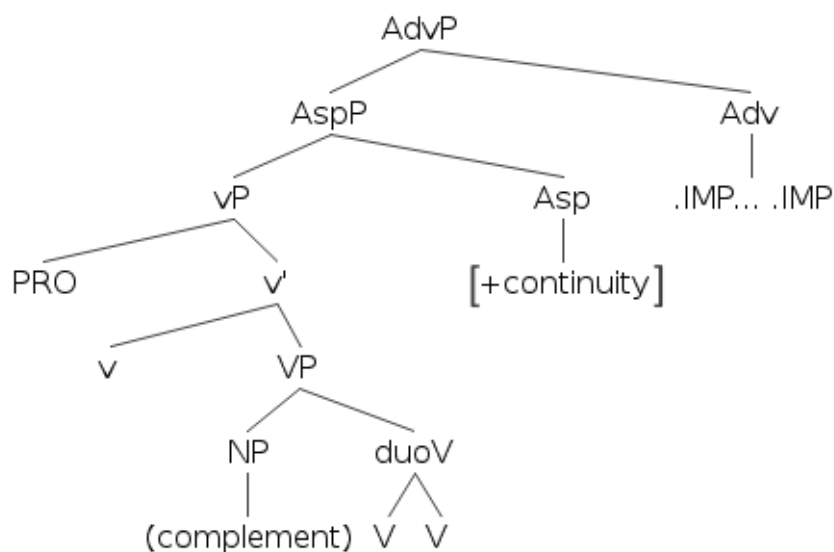 AdvP
AspP Adv
vP Asp .IMP... .IMP
PRO v' [+continuity]
v VP
NP duoV
(complement) V V